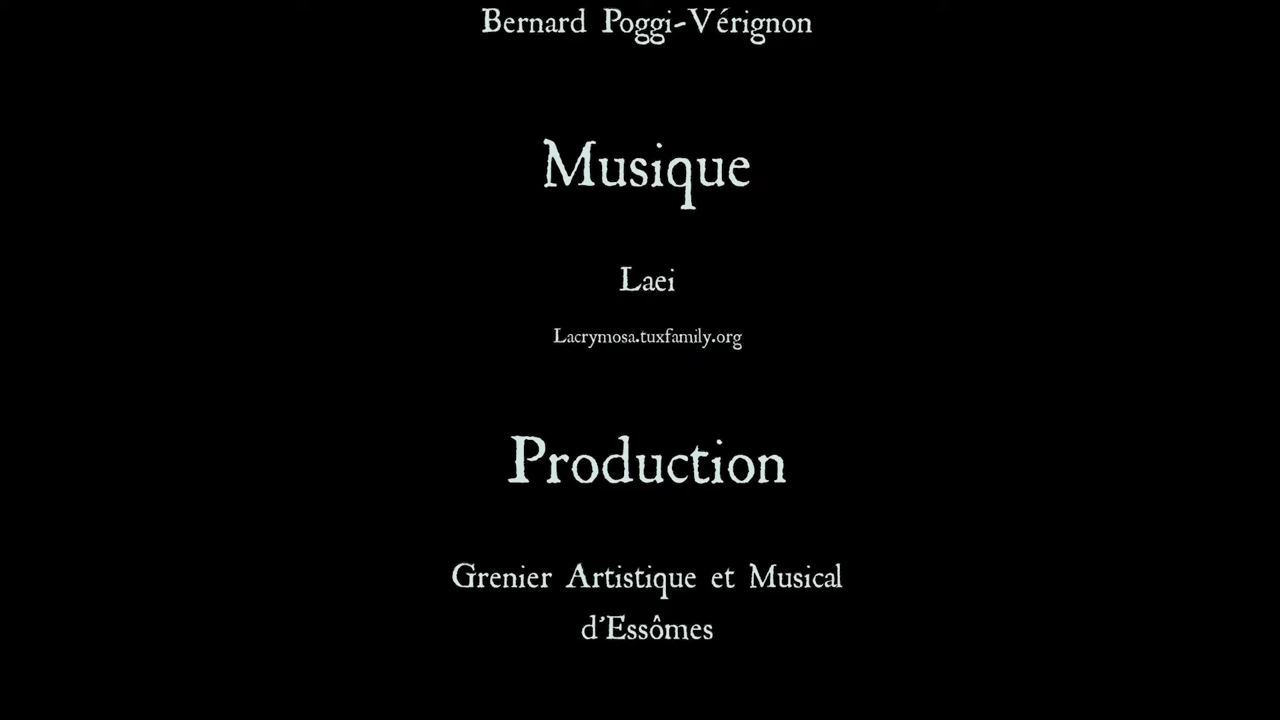 Bernard Poggi-Vérignon
Musique
Laei
Lacrymosa.tuxfamily.org
Production
Grenier Artistique et Musical
d'Essômes